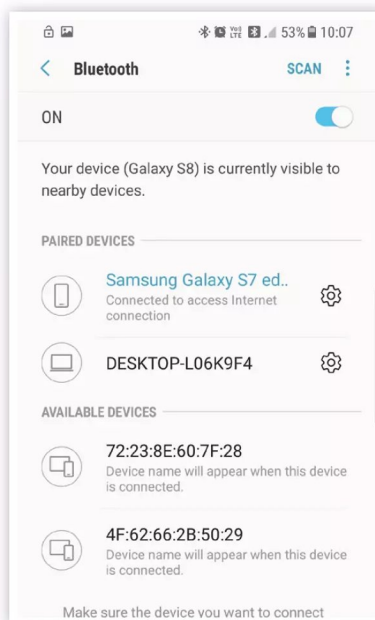 53% 10:07
Bluetooth SCAN
ON
Your device (Galaxy S8) is currently visible to
nearby devices.
PAIRED DEVICES
Samsung Galaxy S7 ed..
Connected to access Internet
connection
DESKTOP-L06K9F4
AVAILABLE DEVICES
72:23:8E:60:7F:28
Device name will appear when this device
is connected.
4F:62:66:2B:50:29
Device name will appear when this device
is connected.
Make sure the device you want to connect